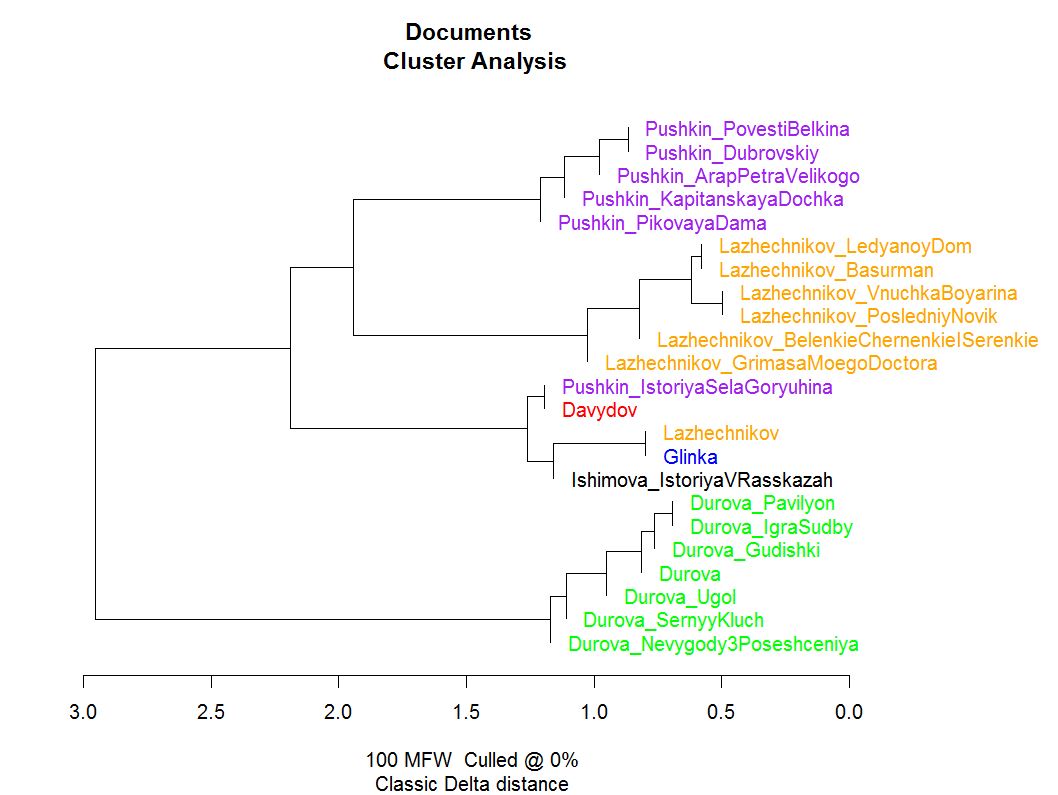 Documents
Cluster Analysis
Pushkin_PovestiBelkina
Pushkin_Dubrovskiy
Pushkin_ArapPetraVelikogo
Pushkin_KapitanskayaDochka
Pushkin_PikovayaDama
Lazhechnikov_LedyanoyDom
Lazhechnikov_Basurman
Lazhechnikov_VnuchkaBoyarina
Lazhechnikov_PosledniyNovik
Lazhechnikov_BelenkieChernenkieISerenkie
Lazhechnikov_GrimasaMoegoDoctora
Pushkin_IstoriyaSelaGoryuhina
Davydov
Lazhechnikov
Glinka
Ishimova_IstoriyaVRasskazah
Durova_Pavilyon
Durova_IgraSudby
Durova_Gudishki
Durova
Durova_Ugol
Durova_SernyyKluch
Durova_Nevygody3Poseshceniya
3.0 2.5 2.0 1.5 1.0 0.5 0.0
100 MFW  Culled @ 0%
Classic Delta distance